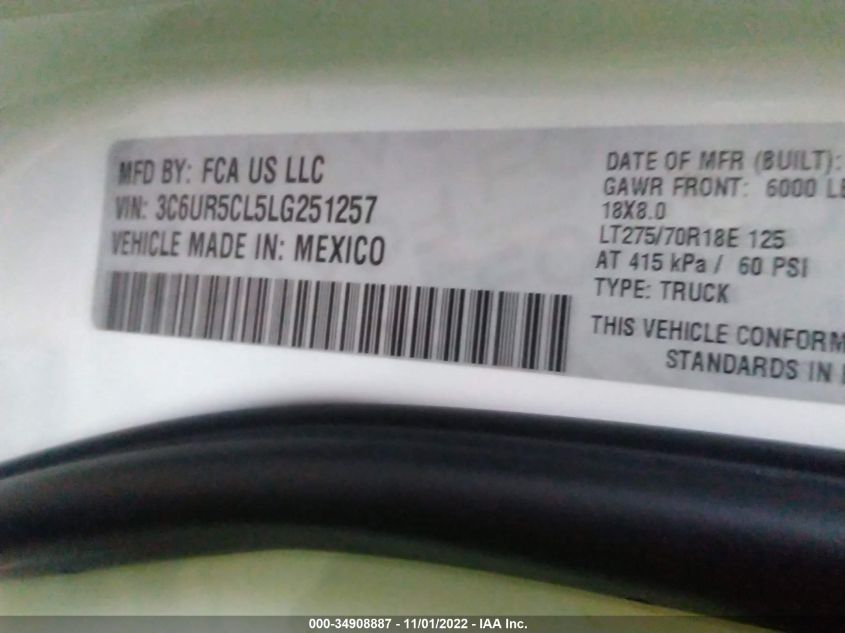 MFD BY: FCA US LLC
VIN: 3C6UR5CL5LG251257
VEHICLE MADE IN: MEXICO
DATE OF MFR (BUILT):
GAWR FRONT: 6000 LB
18X8.0
LT275/70R18E 125
AT 415 kPa / 60 PSI
TYPE: TRUCK
THIS VEHICLE CONFORM
STANDARDS IN
000-34908887 - 11/01/2022 - IAA Inc.